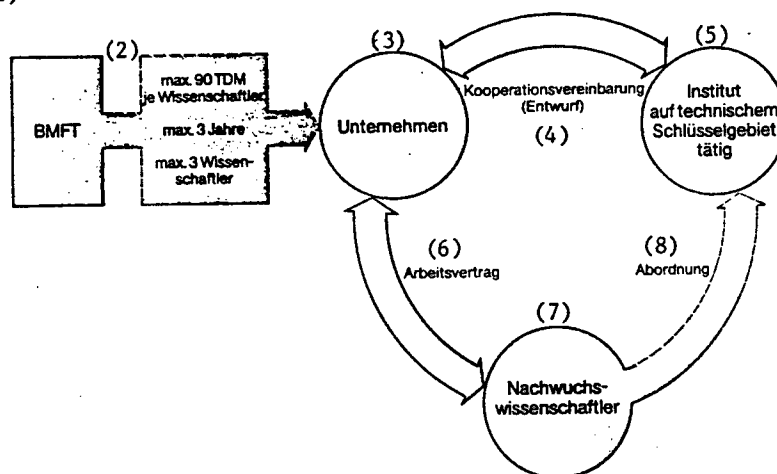 (2)
(3)
(5)
BMFT
max. 90 TDM
je Wissenschaftler
max. 3 Jahre
max. 3 Wissen-
schaftler
Unternehmen
Kooperationsvereinbarung
(Entwurf)
(4)
Institut
auf technischem
Schlüsselgebiet
tätig
(6)
Arbeitsvertrag
(8)
Abordnung
(7)
Nachwuchs-
wissenschaftler